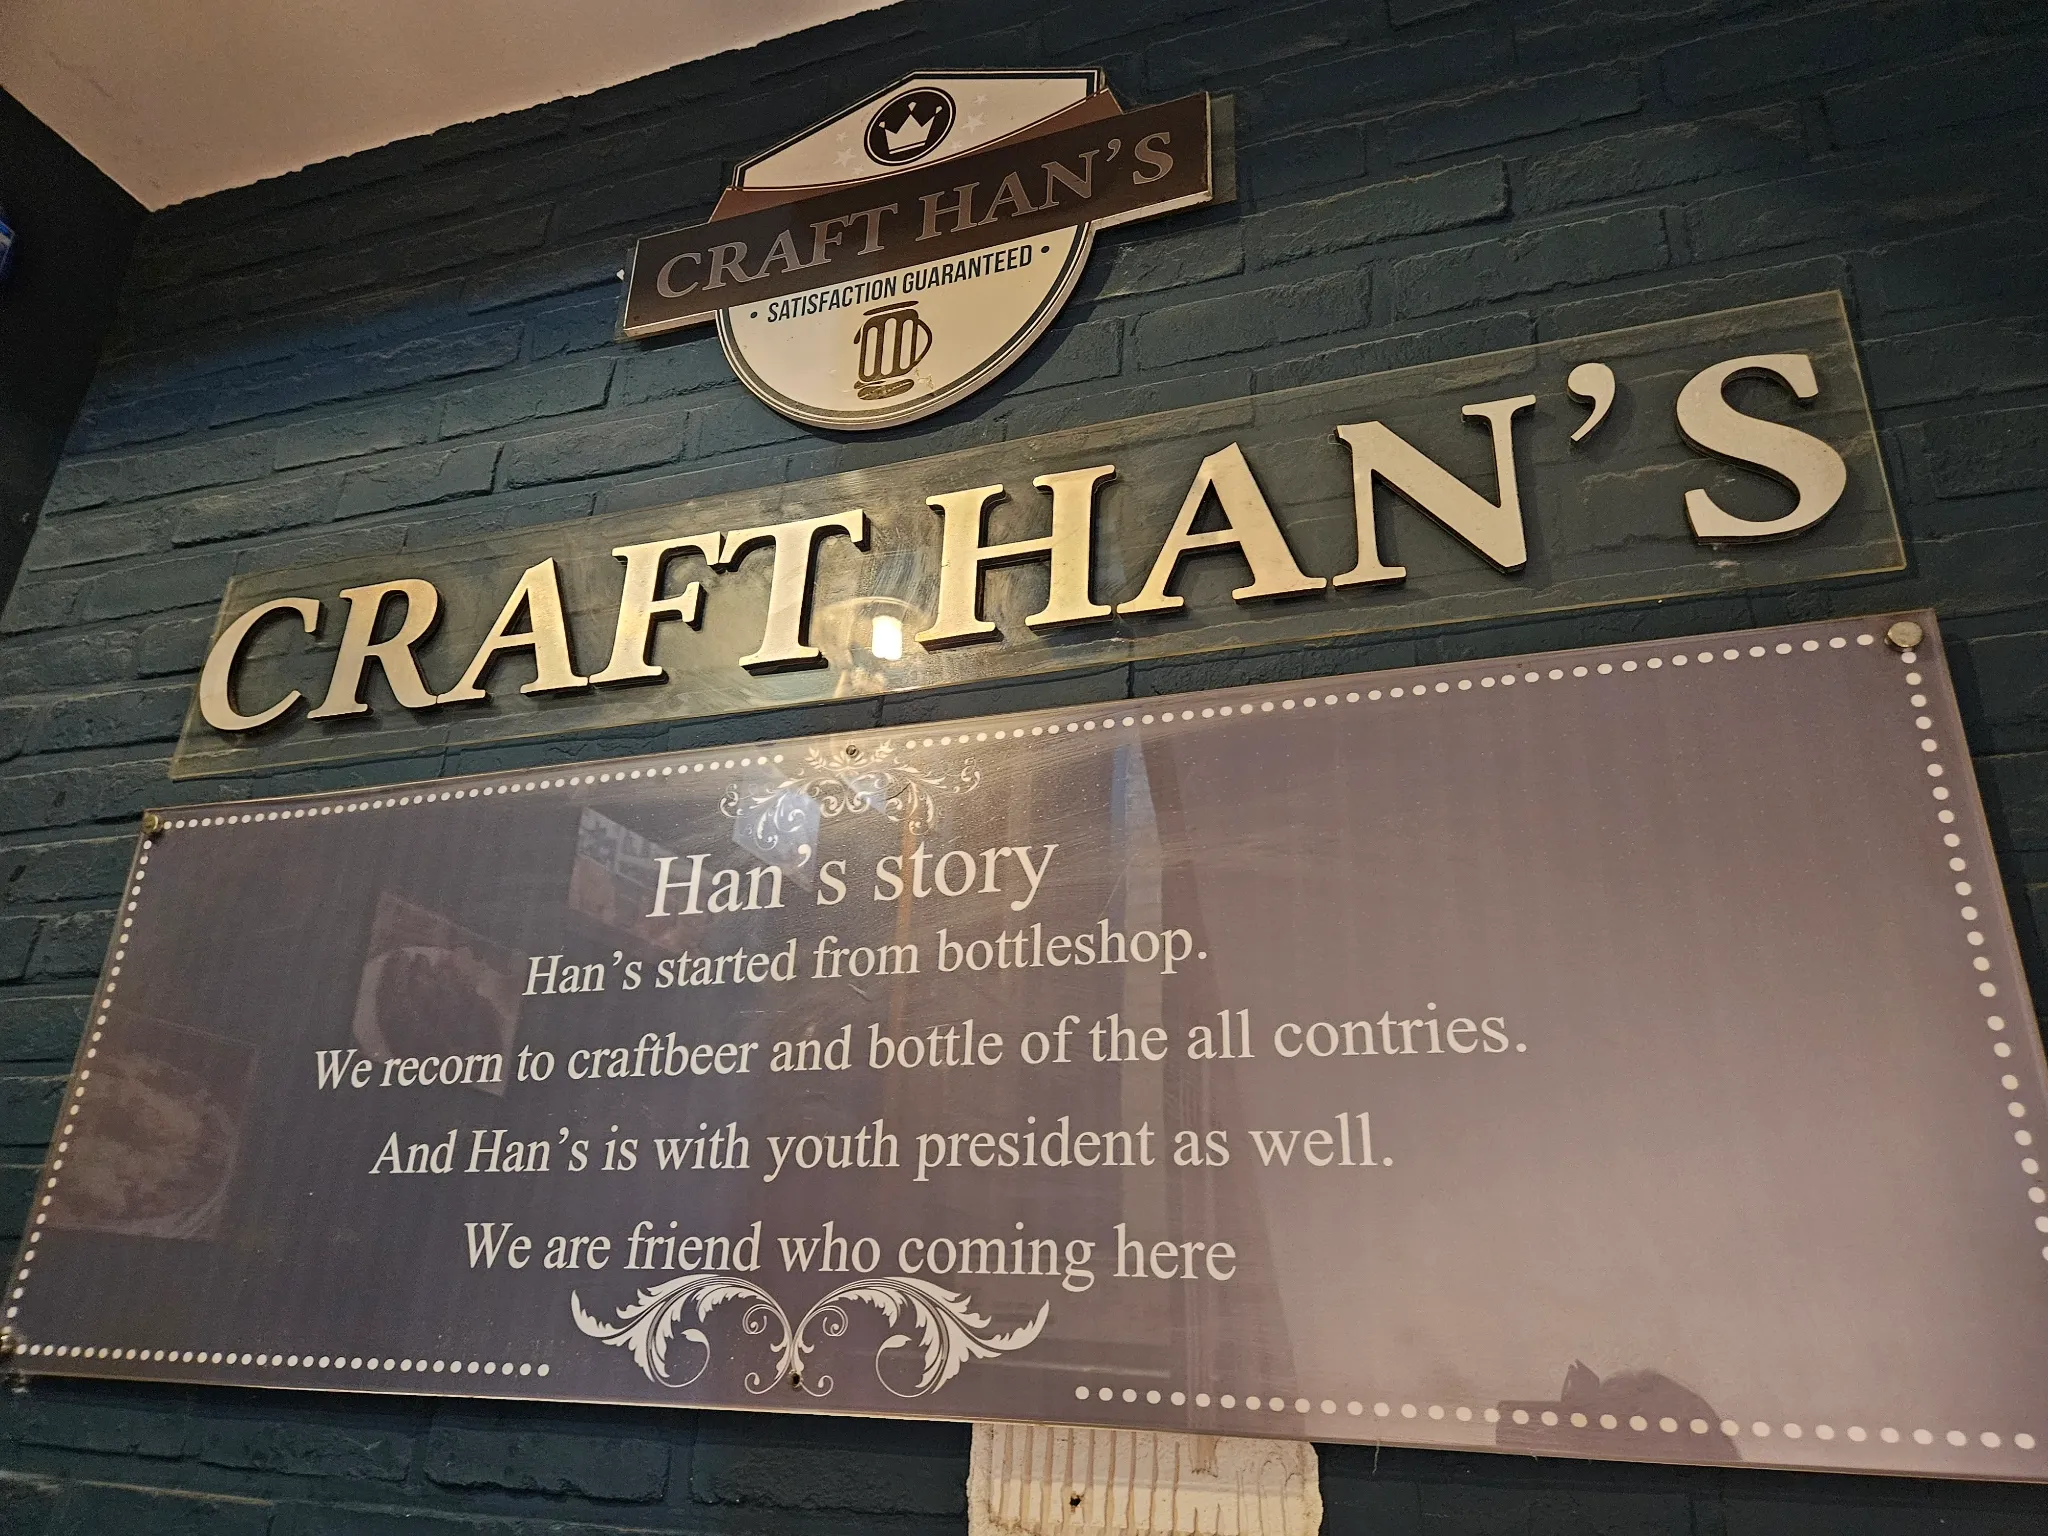 CRAFT HAN'S
• SATISFACTION GUARANTEED •
CRAFT HAN'S
Han's story
Han's started from bottleshop.
We recorn to craftbeer and bottle of the all contries.
And Han's is with youth president as well.
We are friend who coming here